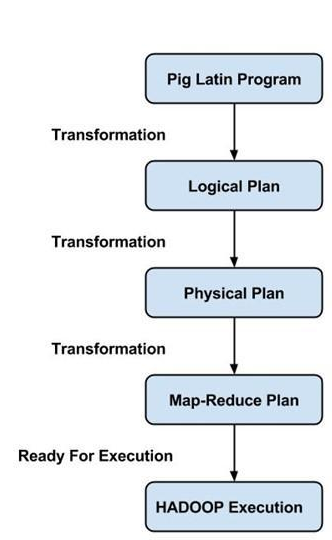 Pig Latin Program
Transformation
Logical Plan
Transformation
Physical Plan
Transformation
Map-Reduce Plan
Ready For Execution
HADOOP Execution